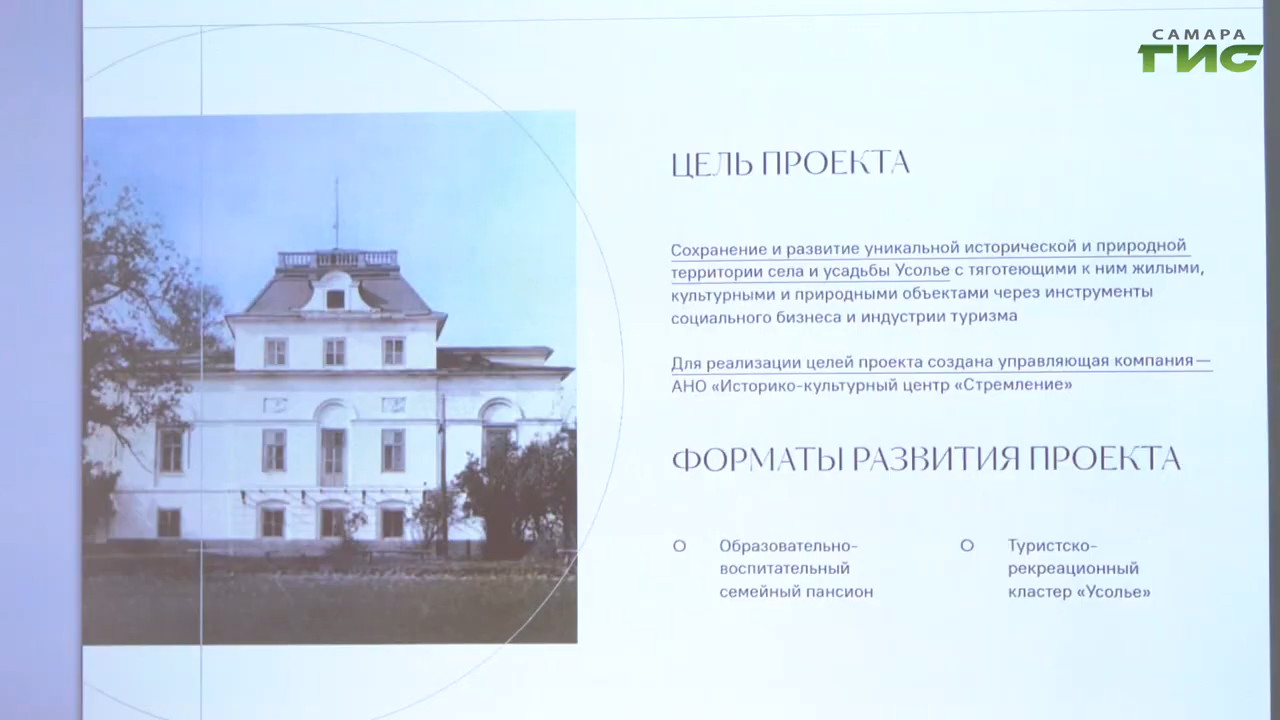 САМАРА
ГИС
ЦЕЛЬ ПРОЕКТА
Сохранение и развитие уникальной исторической и природной
территории села и усадьбы Усолье с тяготеющими к ним жилыми,
культурными и природными объектами через инструменты
социального бизнеса и индустрии туризма
Для реализации целей проекта создана управляющая компания —
АНО «Историко-культурный центр «Стремление»
ФОРМАТЫ РАЗВИТИЯ ПРОЕКТА
Образовательно-
воспитательный
семейный пансион
Туристско-
рекреационный
кластер «Усолье»